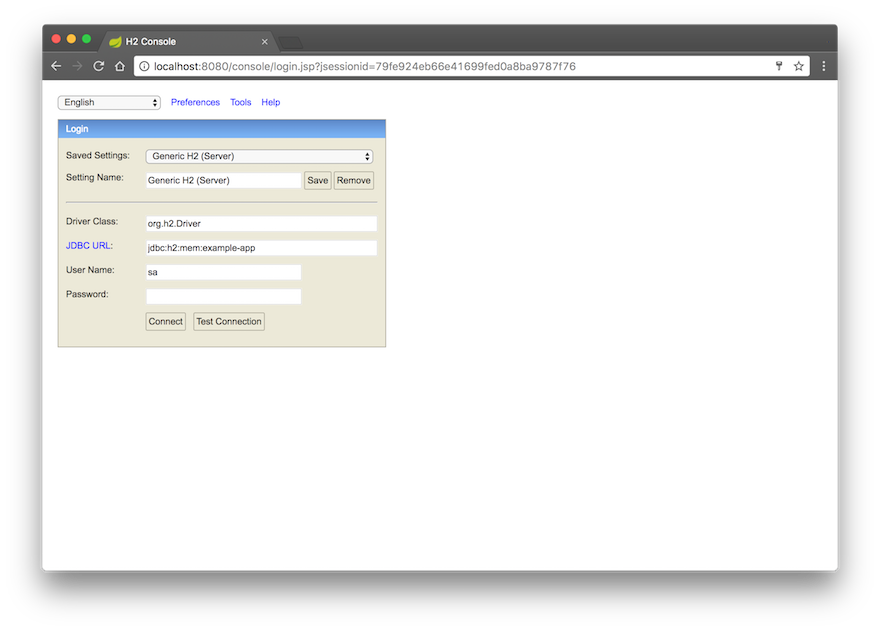 H2 Console
localhost:8080/console/login.jsp?jsessionid=79fe924eb66e41699fed0a8ba9787f76
English Preferences Tools Help
Login
Saved Settings: Generic H2 (Server)
Setting Name: Generic H2 (Server) Save Remove
Driver Class: org.h2.Driver
JDBC URL: jdbc:h2:mem:example-app
User Name: sa
Password:
Connect Test Connection